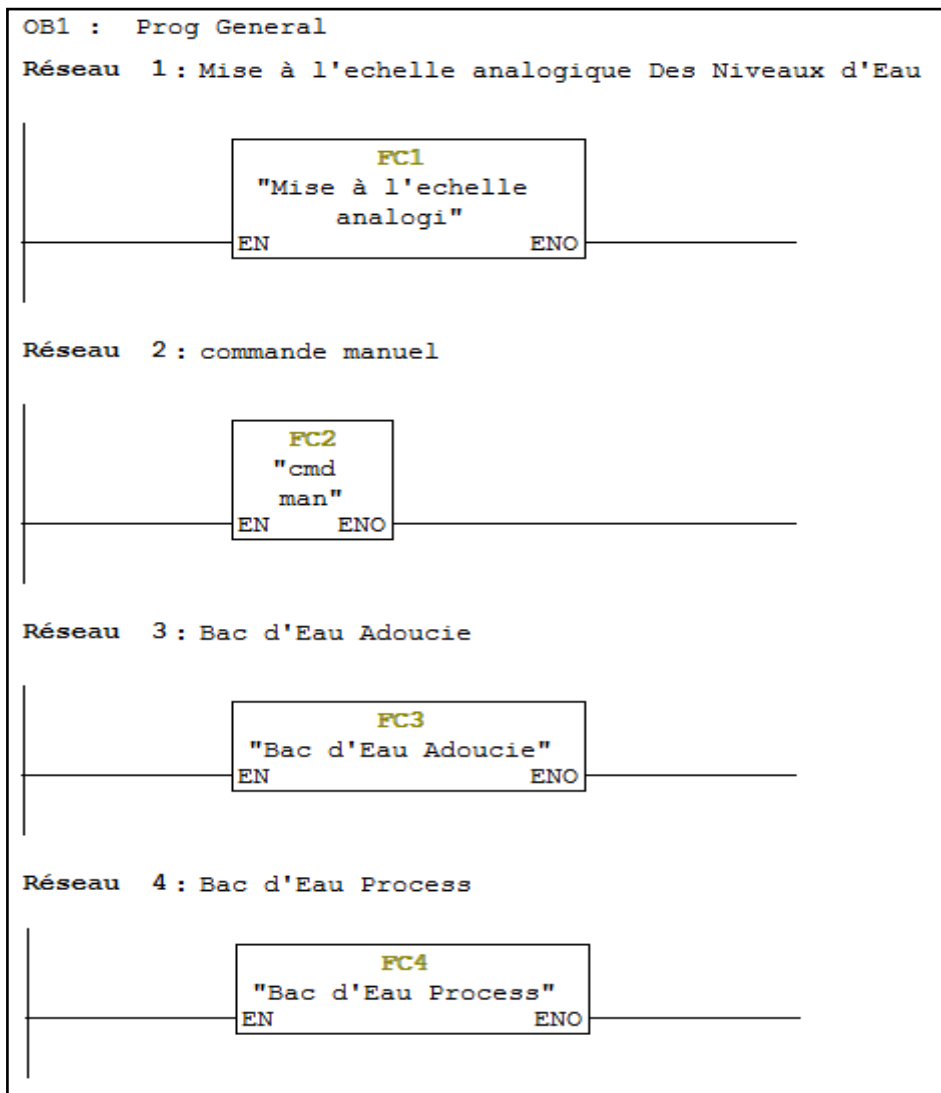 OB1 : Prog General
Réseau 1 : Mise à l'echelle analogique Des Niveaux d'Eau
FC1
"Mise à l'echelle
analogi"
EN ENO
Réseau 2 : commande manuel
FC2
"cmd
man"
EN ENO
Réseau 3 : Bac d'Eau Adoucie
FC3
"Bac d'Eau Adoucie"
EN ENO
Réseau 4 : Bac d'Eau Process
FC4
"Bac d'Eau Process"
EN ENO